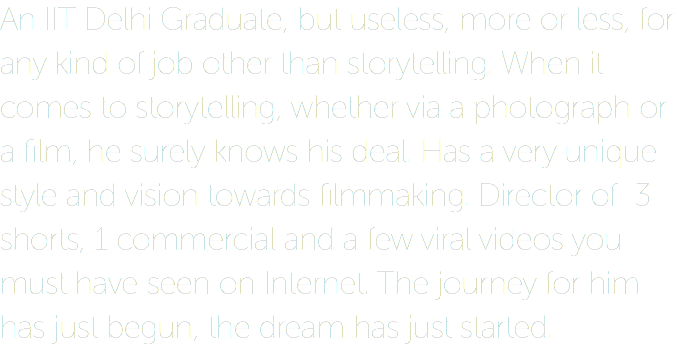 An IIT Delhi Graduate, but useless, more or less, for
any kind of job other than storytelling. When it
comes to storytelling, whether via a photograph or
a film, he surely knows his deal. Has a very unique
style and vision towards filmmaking. Director of  3
shorts, 1 commercial and a few viral videos you
must have seen on Internet. The journey for him
has just begun, the dream has just started.